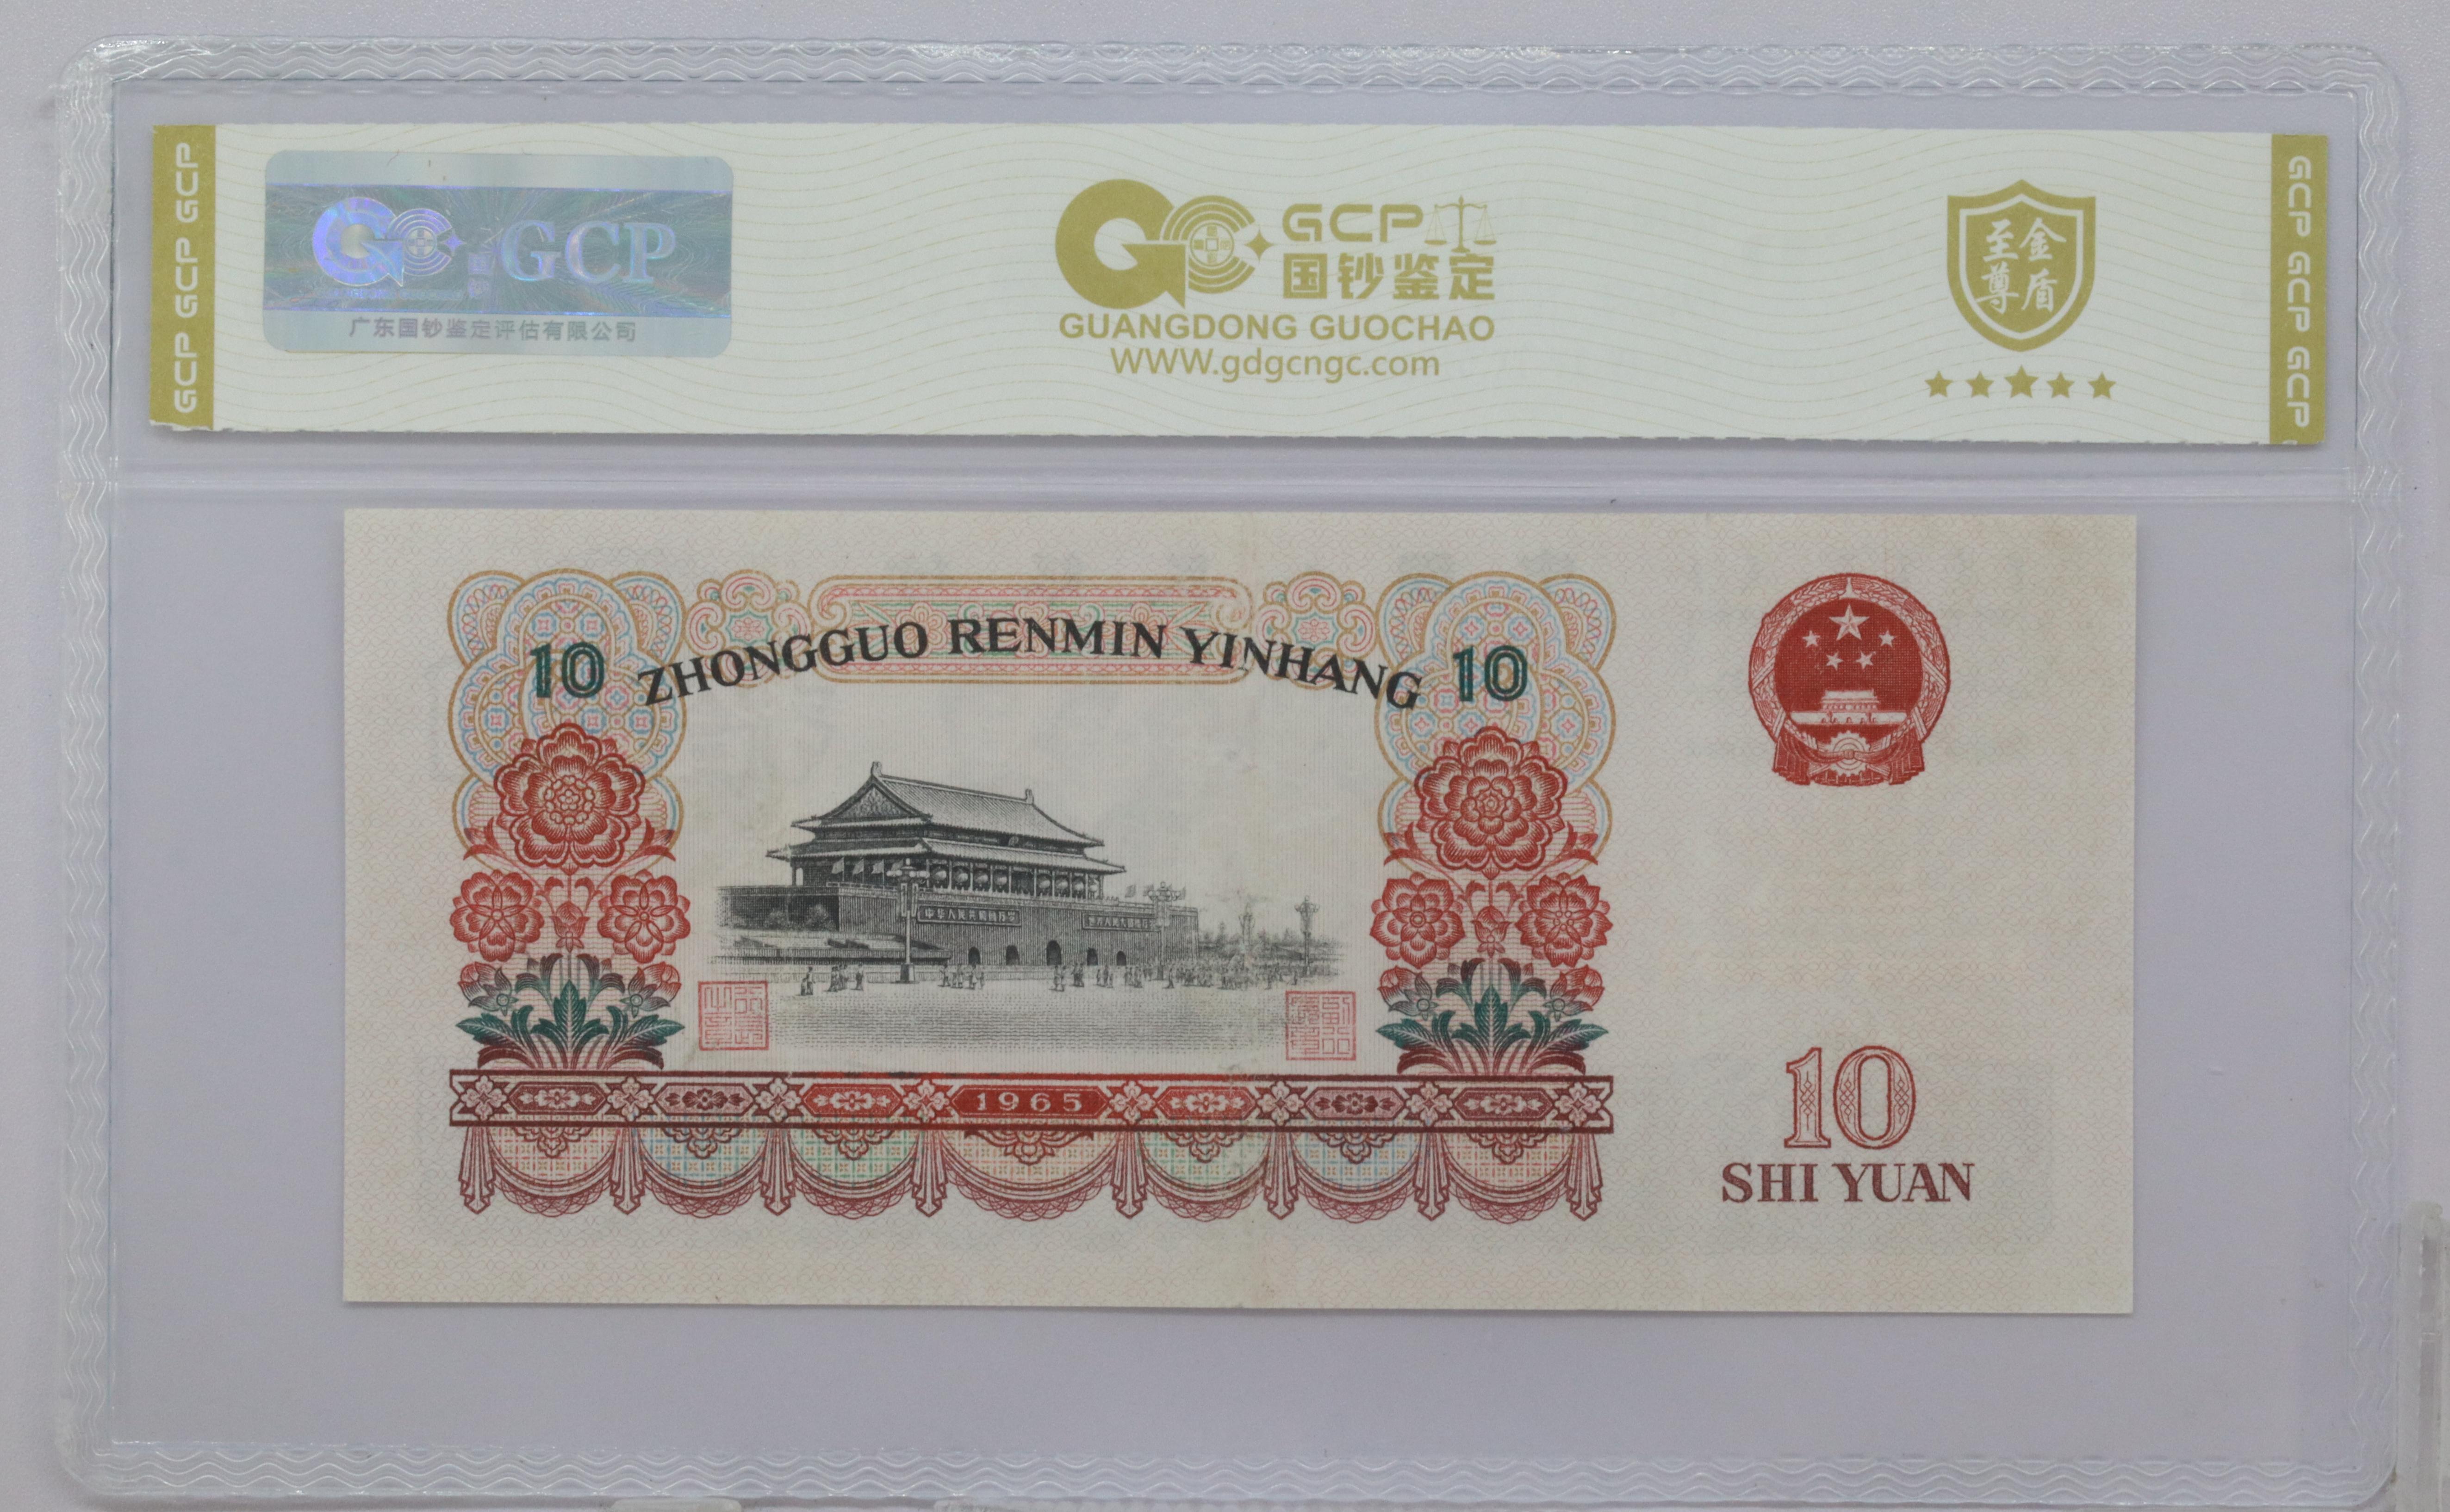 GCP GCP GCP
GCP
广东国钞鉴定评估有限公司
GCP
国钞鉴定
GUANGDONG GUOCHAO
WWW.gdgcngc.com
至金
尊盾
GCP GCP GCP
10 ZHONGGUO RENMIN YINHANG 10
1965
10
SHI YUAN